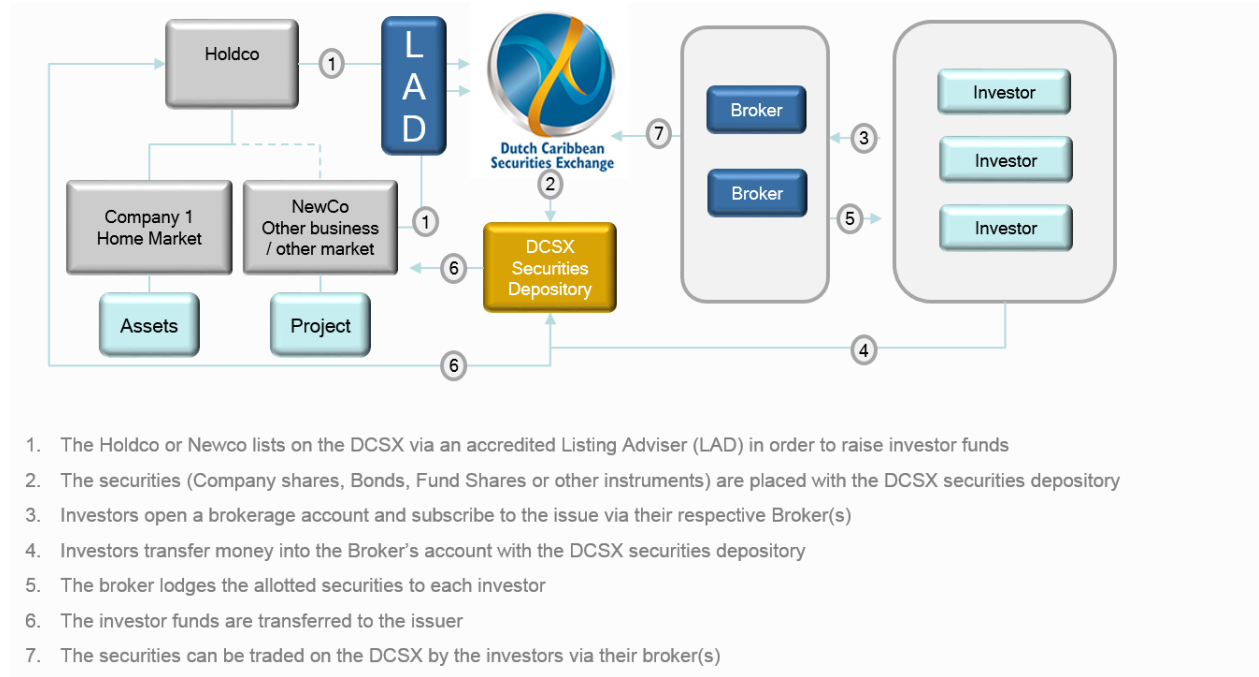 Holdco
1
L
A
D
Dutch Caribbean
Securities Exchange
Broker
Broker
Investor
Investor
Investor
7
3
5
2
Company 1
Home Market
NewCo
Other business
/ other market
1
DCSX
Securities
Depository
6
Assets
Project
6
4
1. The Holdco or Newco lists on the DCSX via an accredited Listing Adviser (LAD) in order to raise investor funds
2. The securities (Company shares, Bonds, Fund Shares or other instruments) are placed with the DCSX securities depository
3. Investors open a brokerage account and subscribe to the issue via their respective Broker(s)
4. Investors transfer money into the Broker's account with the DCSX securities depository
5. The broker lodges the allotted securities to each investor
6. The investor funds are transferred to the issuer
7. The securities can be traded on the DCSX by the investors via their broker(s)